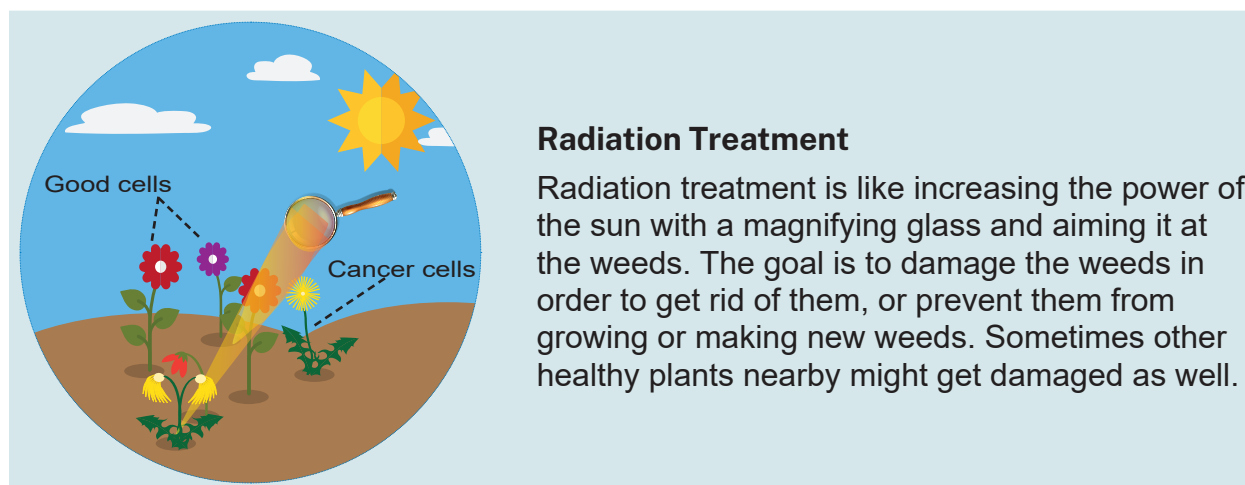 Good cells
Cancer cells
Radiation Treatment
Radiation treatment is like increasing the power of
the sun with a magnifying glass and aiming it at
the weeds. The goal is to damage the weeds in
order to get rid of them, or prevent them from
growing or making new weeds. Sometimes other
healthy plants nearby might get damaged as well.